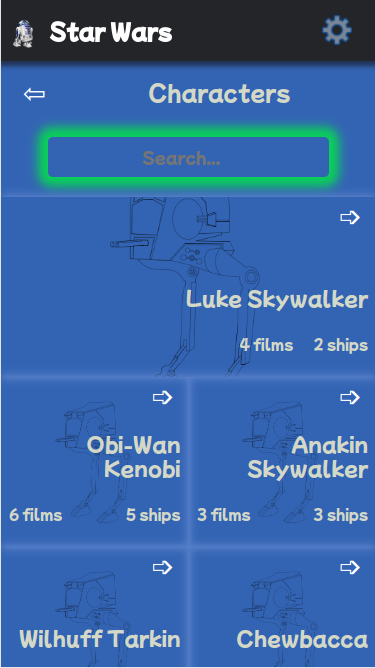 Star Wars
Characters
Search...
Luke Skywalker
4 films 2 ships
Obi-Wan
Kenobi
6 films 5 ships
Anakin
Skywalker
3 films 3 ships
Wilhuff Tarkin
Chewbacca